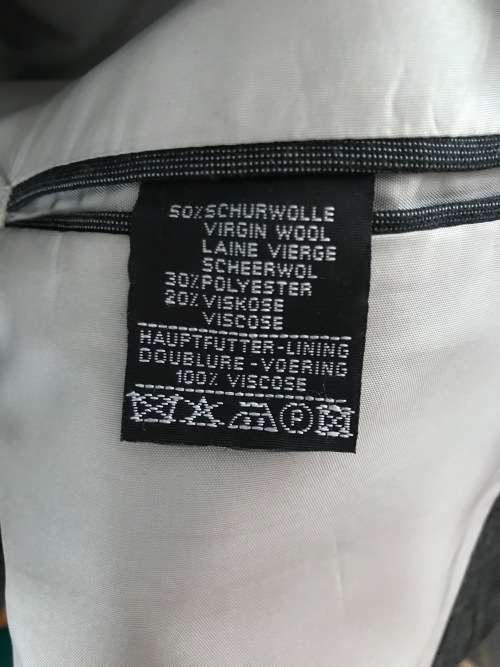 50% SCHURWOLLE
VIRGIN WOOL
LAINE VIERGE
SCHEERWOL
30% POLYESTER
20% VISKOSE
VISCOSE
HAUPTFUTTER-LINING
DOUBLURE-VOERING
100% VISCOSE
P